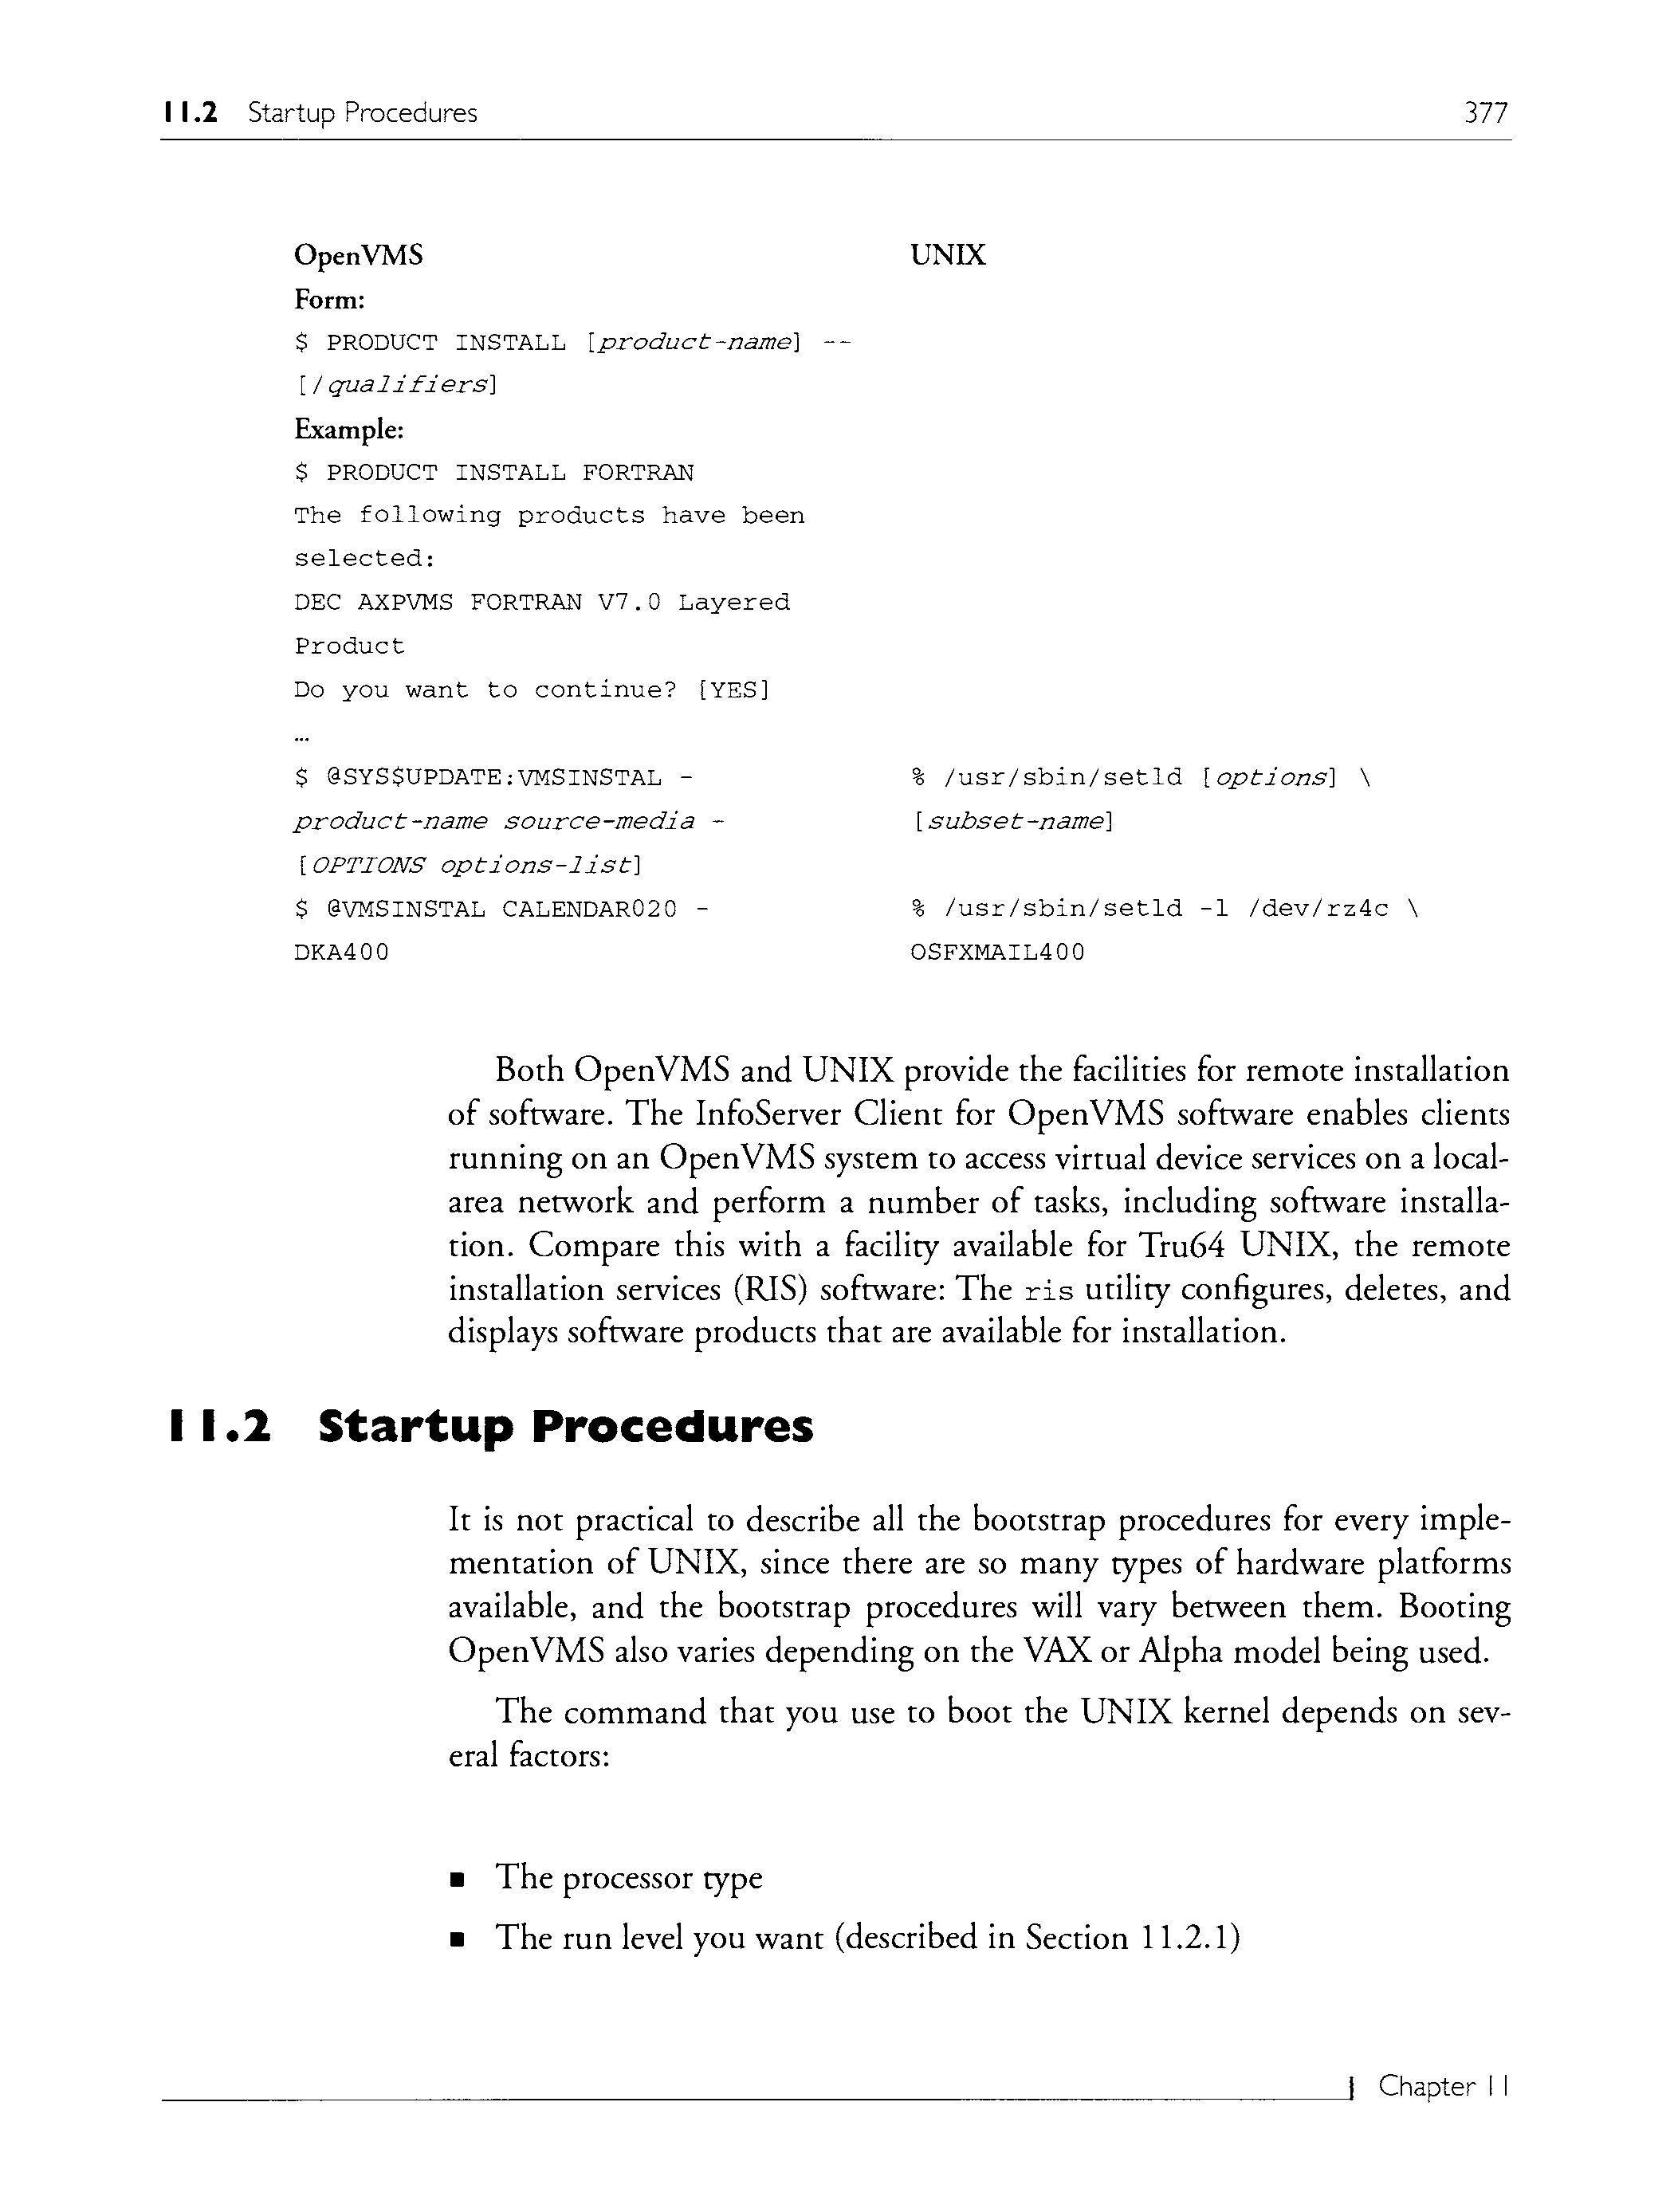 11.2 Startup Procedures 377
OpenVMS UNIX
Form:
$ PRODUCT INSTALL [product-name] --
[/qualifiers]
Example:
$ PRODUCT INSTALL FORTRAN
The following products have been
selected:
DEC AXPVMS FORTRAN V7.0 Layered
Product
Do you want to continue? [YES]
...
$ @SYS$UPDATE:VMSINSTAL - % /usr/sbin/setld [options] \
product-name source-media - [subset-name]
[OPTIONS options-list]
$ @VMSINSTAL CALENDAR020 - % /usr/sbin/setld -l /dev/rz4c \
DKA400 OSFXMAIL400
Both OpenVMS and UNIX provide the facilities for remote installation
of software. The InfoServer Client for OpenVMS software enables clients
running on an OpenVMS system to access virtual device services on a local-
area network and perform a number of tasks, including software installa-
tion. Compare this with a facility available for Tru64 UNIX, the remote
installation services (RIS) software: The ris utility configures, deletes, and
displays software products that are available for installation.
11.2 Startup Procedures
It is not practical to describe all the bootstrap procedures for every imple-
mentation of UNIX, since there are so many types of hardware platforms
available, and the bootstrap procedures will vary between them. Booting
OpenVMS also varies depending on the VAX or Alpha model being used.
The command that you use to boot the UNIX kernel depends on sev-
eral factors:
■ The processor type
■ The run level you want (described in Section 11.2.1)
Chapter 11